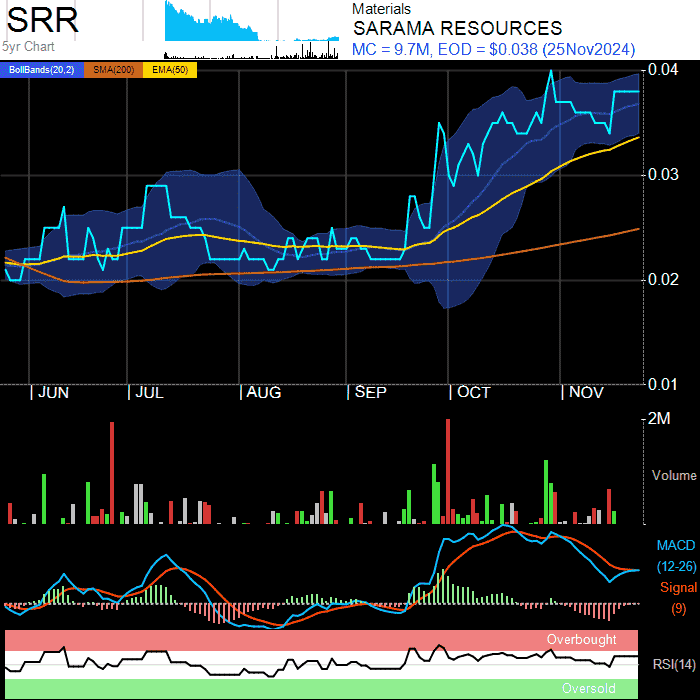 SRR
5yr Chart
Materials
SARAMA RESOURCES
MC = 9.7M, EOD = $0.038 (25Nov2024)
BollBands(20,2) SMA(200) EMA(50)
0.04
0.03
0.02
0.01
JUN JUL AUG SEP OCT NOV
2M
Volume
MACD
(12-26)
Signal
(9)
Overbought
RSI(14)
Oversold